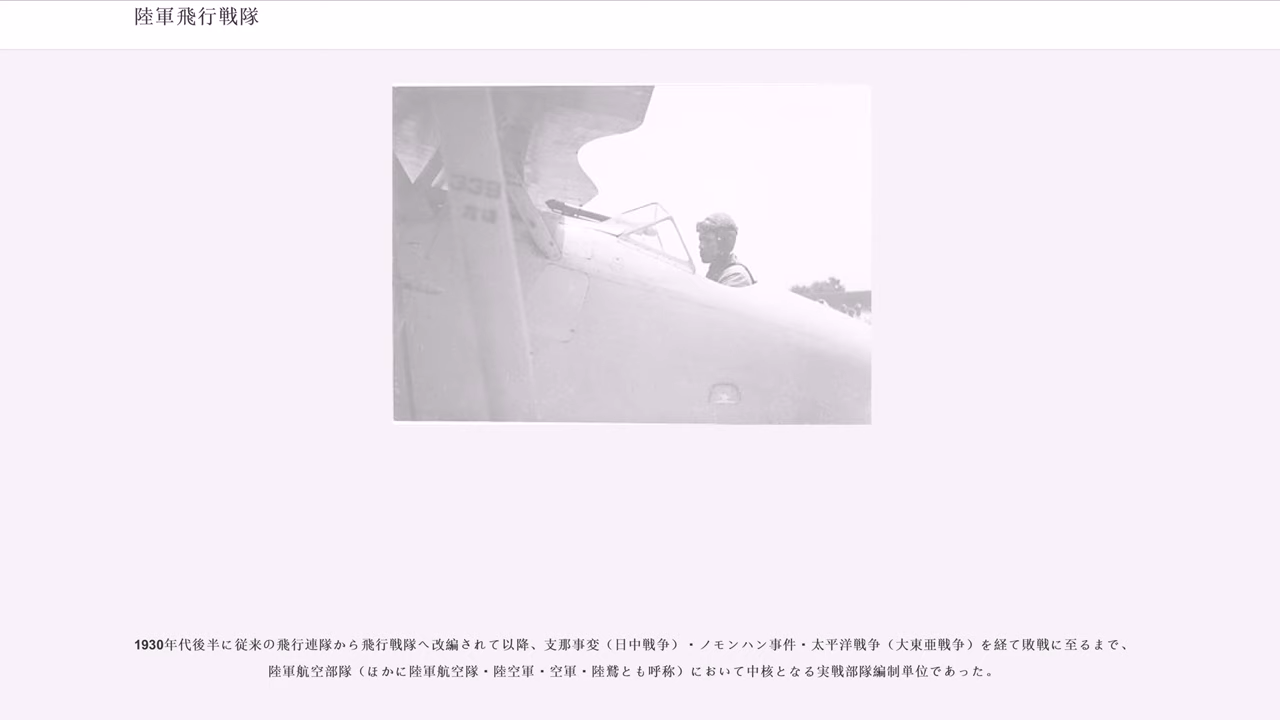 陸軍飛行戦隊
1930年代後半に従来の飛行連隊から飛行戦隊へ改編されて以降、支那事変（日中戦争）・ノモンハン事件・太平洋戦争（大東亜戦争）を経て敗戦に至るまで、
陸軍航空部隊（ほかに陸軍航空隊・陸空軍・空軍・陸鷲とも呼称）において中核となる実戦部隊編制単位であった。